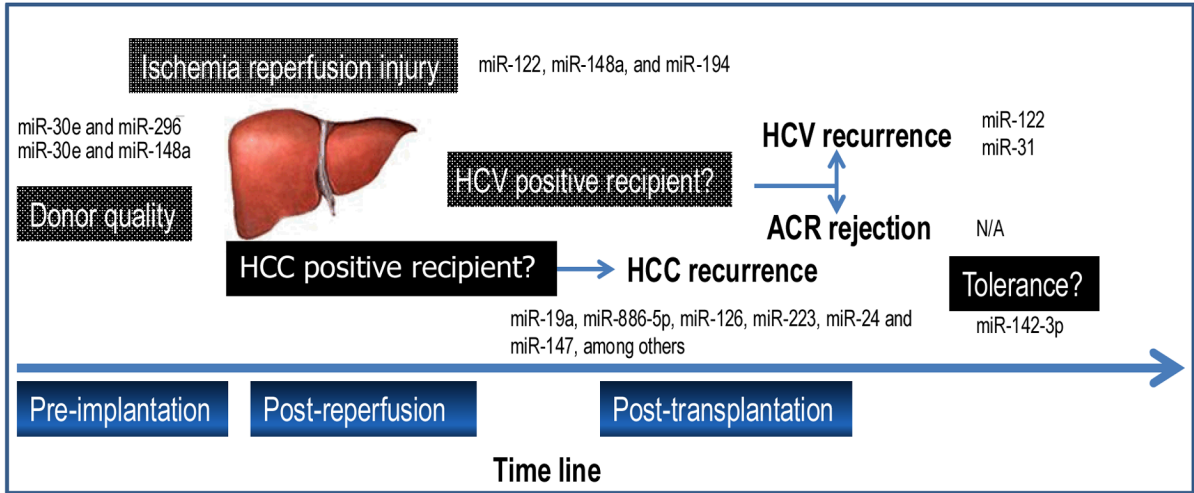 Ischemia reperfusion injury
miR-122, miR-148a, and miR-194
miR-30e and miR-296
miR-30e and miR-148a
Donor quality
HCV positive recipient?
HCV recurrence
miR-122
miR-31
ACR rejection
N/A
HCC positive recipient?
HCC recurrence
miR-19a, miR-886-5p, miR-126, miR-223, miR-24 and
miR-147, among others
Tolerance?
miR-142-3p
Pre-implantation
Post-reperfusion
Post-transplantation
Time line